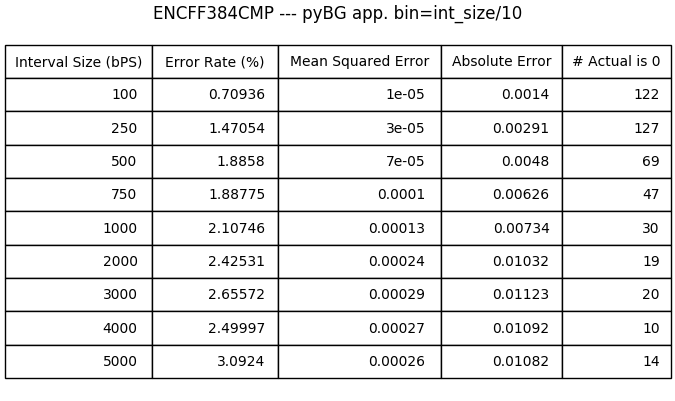 ENCFF384CMP --- pyBG app. bin=int_size/10
Interval Size (bPS) Error Rate (%) Mean Squared Error Absolute Error # Actual is 0
100 0.70936 1e-05 0.0014 122
250 1.47054 3e-05 0.00291 127
500 1.8858 7e-05 0.0048 69
750 1.88775 0.0001 0.00626 47
1000 2.10746 0.00013 0.00734 30
2000 2.42531 0.00024 0.01032 19
3000 2.65572 0.00029 0.01123 20
4000 2.49997 0.00027 0.01092 10
5000 3.0924 0.00026 0.01082 14